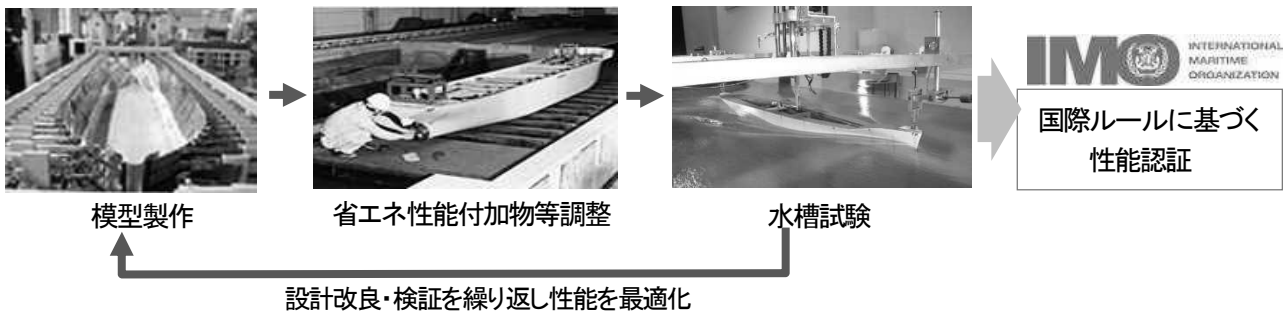 IMO
INTERNATIONAL
MARITIME
ORGANIZATION
国際ルールに基づく
性能認証
模型製作
省エネ性能付加物等調整
水槽試験
設計改良・検証を繰り返し性能を最適化